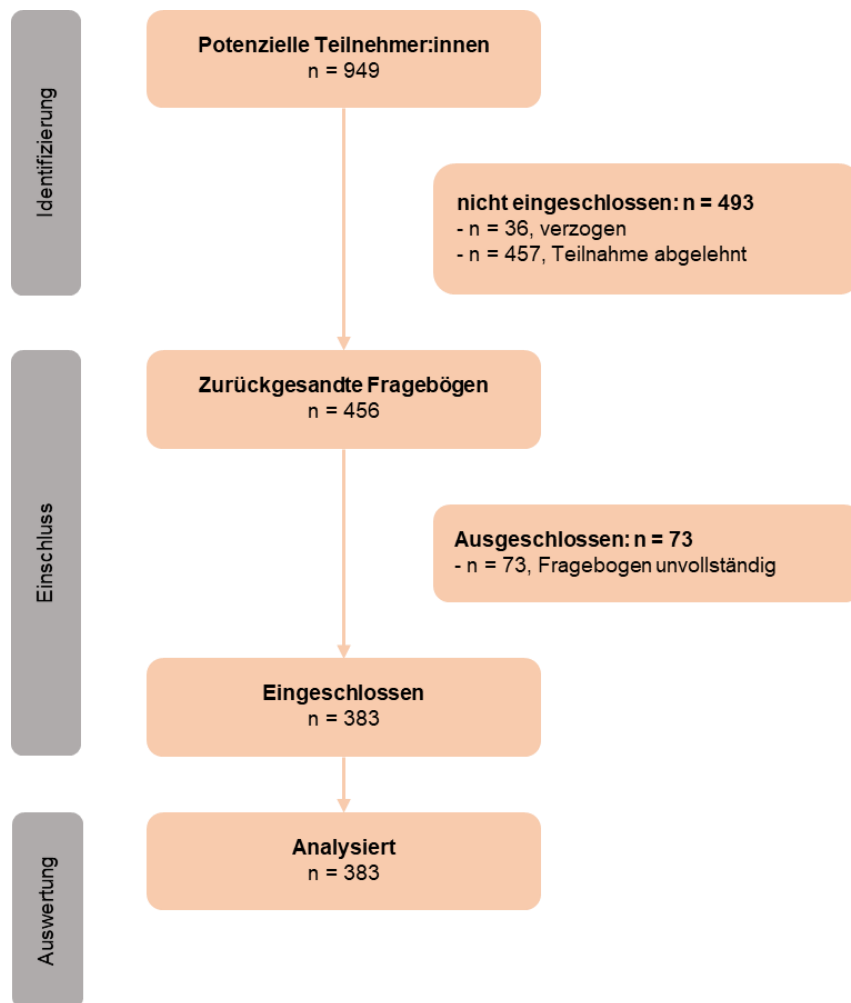 Identifizierung
Potenzielle Teilnehmer:innen
n = 949
nicht eingeschlossen: n = 493
- n = 36, verzogen
- n = 457, Teilnahme abgelehnt
Einschluss
Zurückgesandte Fragebögen
n = 456
Ausgeschlossen: n = 73
- n = 73, Fragebogen unvollständig
Eingeschlossen
n = 383
Auswertung
Analysiert
n = 383